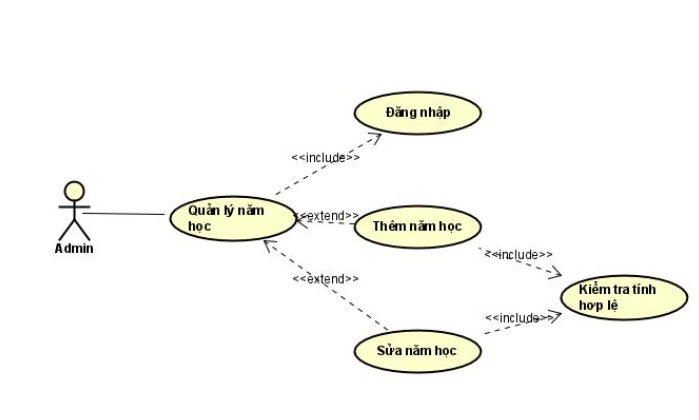 Đăng nhập
<<include>>
Quản lý năm
học
<<extend>>
Thêm năm học
Admin
<<include>>
<<extend>>
Kiểm tra tính
hợp lệ
<<include>>
Sửa năm học